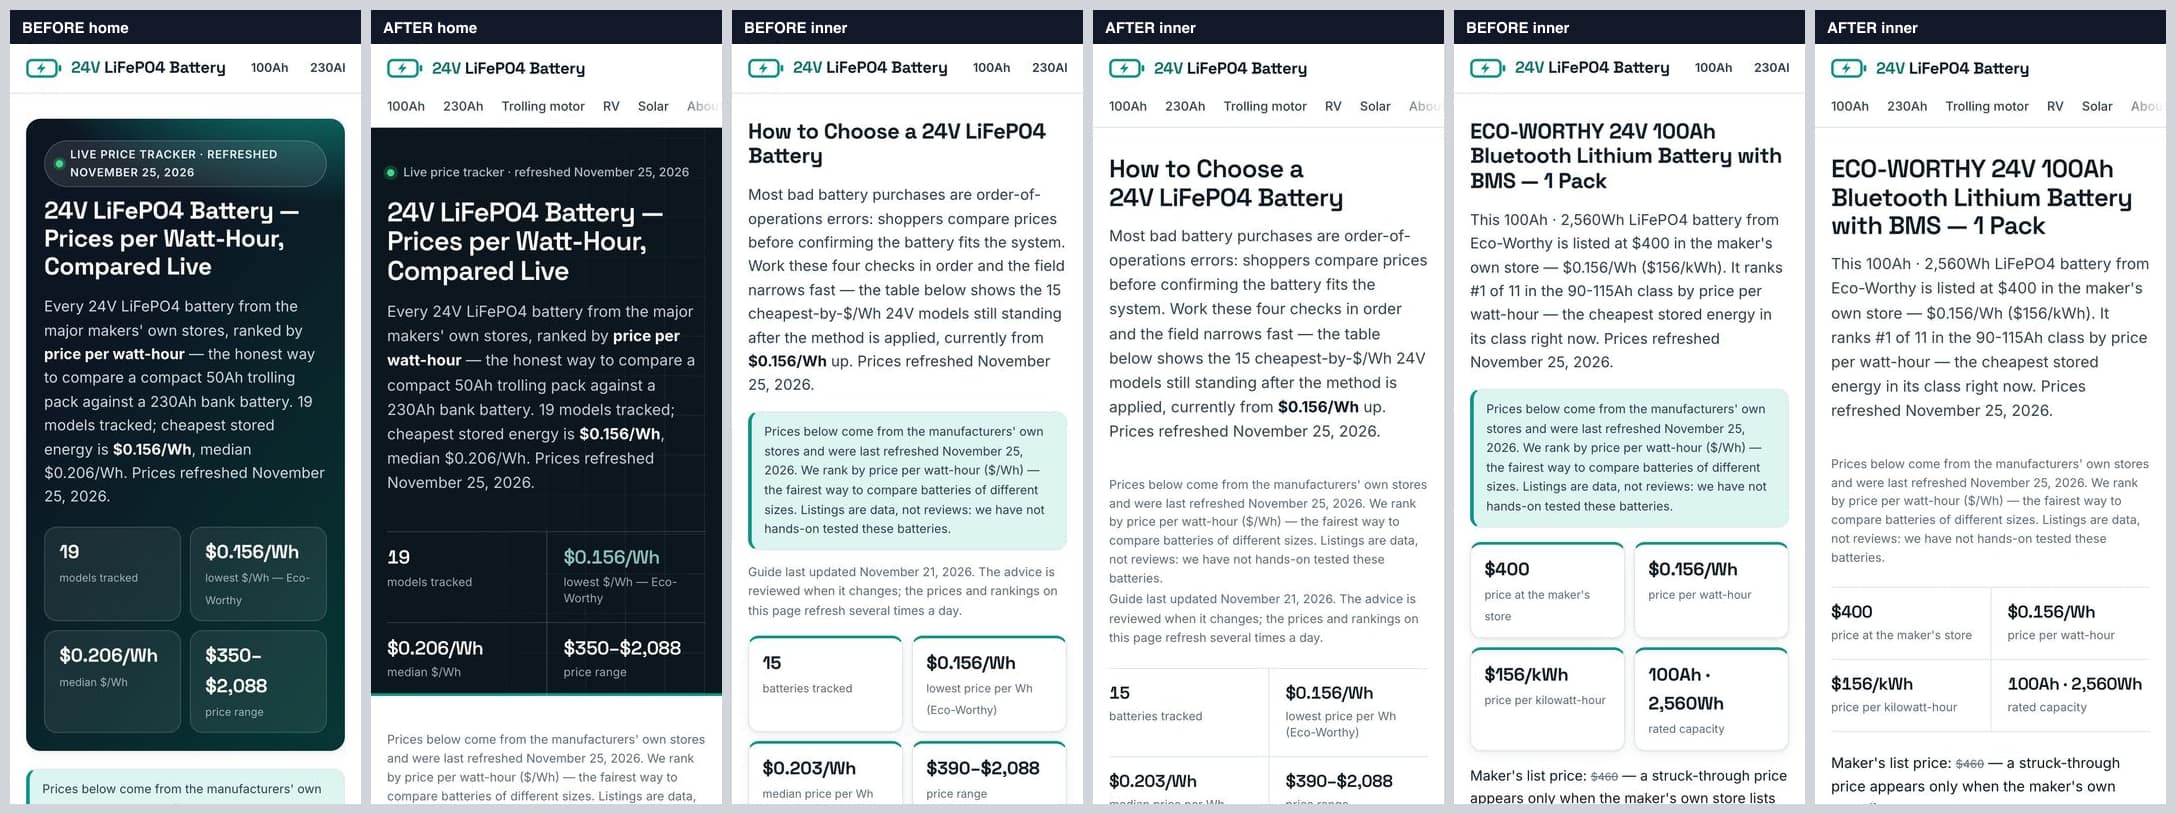 BEFORE home
24V LiFePO4 Battery
100Ah
LIVE PRICE TRACKER · REFRESHED
NOVEMBER 25, 2026
24V LiFePO4 Battery —
Prices per Watt-Hour,
Compared Live
Every 24V LiFePO4 battery from the
major makers' own stores, ranked by
price per watt-hour — the honest way
to compare a compact 50Ah trolling
pack against a 230Ah bank battery. 19
models tracked; cheapest stored
energy is $0.156/Wh, median
$0.206/Wh. Prices refreshed November
25, 2026.
19
models tracked
$0.156/Wh
lowest $/Wh — Eco-
Worthy
$0.206/Wh
median $/Wh
$350–
$2,088
price range
Prices below come from the manufacturers' own
AFTER home
24V LiFePO4 Battery
100Ah 230Ah Trolling motor RV Solar
Live price tracker · refreshed November 25, 2026
24V LiFePO4 Battery —
Prices per Watt-Hour,
Compared Live
Every 24V LiFePO4 battery from the major
makers' own stores, ranked by price per
watt-hour — the honest way to compare a
compact 50Ah trolling pack against a
230Ah bank battery. 19 models tracked;
cheapest stored energy is $0.156/Wh,
median $0.206/Wh. Prices refreshed
November 25, 2026.
19
models tracked
$0.156/Wh
lowest $/Wh — Eco-
Worthy
$0.206/Wh
median $/Wh
$350–$2,088
price range
Prices below come from the manufacturers' own stores
and were last refreshed November 25, 2026. We rank
by price per watt-hour ($/Wh) — the fairest way to
compare batteries of different sizes. Listings are data,
BEFORE inner
24V LiFePO4 Battery
100Ah
How to Choose a 24V LiFePO4
Battery
Most bad battery purchases are order-of-
operations errors: shoppers compare prices
before confirming the battery fits the system.
Work these four checks in order and the field
narrows fast — the table below shows the 15
cheapest-by-$/Wh 24V models still standing
after the method is applied, currently from
$0.156/Wh up. Prices refreshed November
25, 2026.
Prices below come from the manufacturers' own
stores and were last refreshed November 25,
2026. We rank by price per watt-hour ($/Wh) —
the fairest way to compare batteries of different
sizes. Listings are data, not reviews: we have not
hands-on tested these batteries.
Guide last updated November 21, 2026. The advice is
reviewed when it changes; the prices and rankings on
this page refresh several times a day.
15
batteries tracked
$0.156/Wh
lowest price per Wh
(Eco-Worthy)
$0.203/Wh
median price per Wh
$390–$2,088
price range
AFTER inner
24V LiFePO4 Battery
100Ah 230Ah Trolling motor RV Solar
How to Choose a
24V LiFePO4 Battery
Most bad battery purchases are order-of-
operations errors: shoppers compare prices
before confirming the battery fits the
system. Work these four checks in order
and the field narrows fast — the table
below shows the 15 cheapest-by-$/Wh 24V
models still standing after the method is
applied, currently from $0.156/Wh up.
Prices refreshed November 25, 2026.
Prices below come from the manufacturers' own stores
and were last refreshed November 25, 2026. We rank
by price per watt-hour ($/Wh) — the fairest way to
compare batteries of different sizes. Listings are data,
not reviews: we have not hands-on tested these
batteries.
Guide last updated November 21, 2026. The advice is
reviewed when it changes; the prices and rankings on
this page refresh several times a day.
15
batteries tracked
$0.156/Wh
lowest price per Wh
(Eco-Worthy)
$0.203/Wh
median price per Wh
$390–$2,088
price range
BEFORE inner
24V LiFePO4 Battery
100Ah
ECO-WORTHY 24V 100Ah
Bluetooth Lithium Battery with
BMS — 1 Pack
This 100Ah · 2,560Wh LiFePO4 battery from
Eco-Worthy is listed at $400 in the maker's
own store — $0.156/Wh ($156/kWh). It ranks
#1 of 11 in the 90-115Ah class by price per
watt-hour — the cheapest stored energy in
its class right now. Prices refreshed
November 25, 2026.
Prices below come from the manufacturers' own
stores and were last refreshed November 25,
2026. We rank by price per watt-hour ($/Wh) —
the fairest way to compare batteries of different
sizes. Listings are data, not reviews: we have not
hands-on tested these batteries.
$400
price at the maker's
store
$0.156/Wh
price per watt-hour
$156/kWh
price per kilowatt-hour
100Ah ·
2,560Wh
rated capacity
Maker's list price: $460 — a struck-through price
appears only when the maker's own store lists
AFTER inner
24V LiFePO4 Battery
100Ah 230Ah Trolling motor RV Solar
ECO-WORTHY 24V 100Ah
Bluetooth Lithium Battery
with BMS — 1 Pack
This 100Ah · 2,560Wh LiFePO4 battery from
Eco-Worthy is listed at $400 in the maker's
own store — $0.156/Wh ($156/kWh). It
ranks #1 of 11 in the 90-115Ah class by price
per watt-hour — the cheapest stored
energy in its class right now. Prices
refreshed November 25, 2026.
Prices below come from the manufacturers' own stores
and were last refreshed November 25, 2026. We rank
by price per watt-hour ($/Wh) — the fairest way to
compare batteries of different sizes. Listings are data,
not reviews: we have not hands-on tested these
batteries.
$400
price at the maker's store
$0.156/Wh
price per watt-hour
$156/kWh
price per kilowatt-hour
100Ah · 2,560Wh
rated capacity
Maker's list price: $460 — a struck-through
price appears only when the maker's own